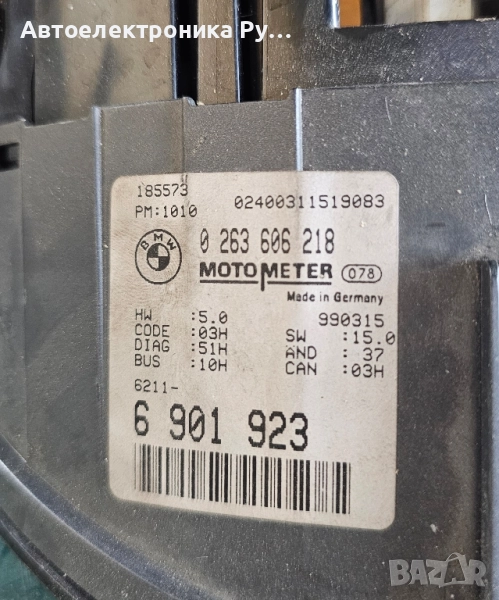 Автоелектроника Ру...
185573
PM:1010 02400311519083
BMW 0 263 606 218
MOTOMETER 078
Made in Germany
HW :5.0 990315
CODE :03H SW :15.0
DIAG :51H AND : 37
BUS :10H CAN :03H
6211-
6 901 923
BAZAR